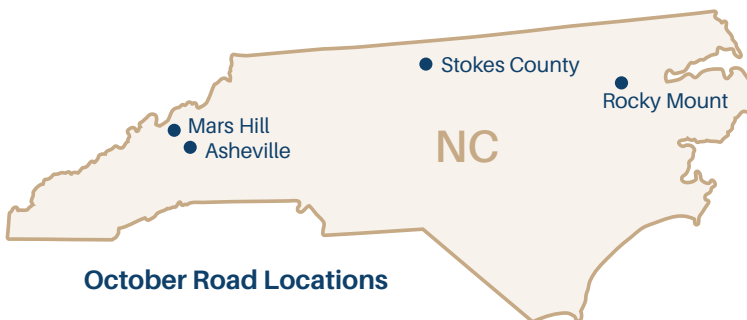 Stokes County
Rocky Mount
Mars Hill
Asheville
NC
October Road Locations